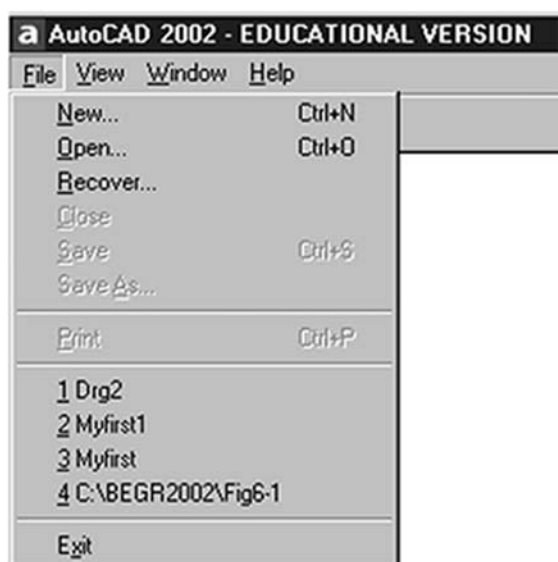 a AutoCAD 2002 - EDUCATIONAL VERSION
File View Window Help
New... Ctrl+N
Open... Ctrl+O
Recover...
Close
Save Ctrl+S
Save As...
Print Ctrl+P
1 Drg2
2 Myfirst1
3 Myfirst
4 C:\BEGR2002\Fig6-1
Exit